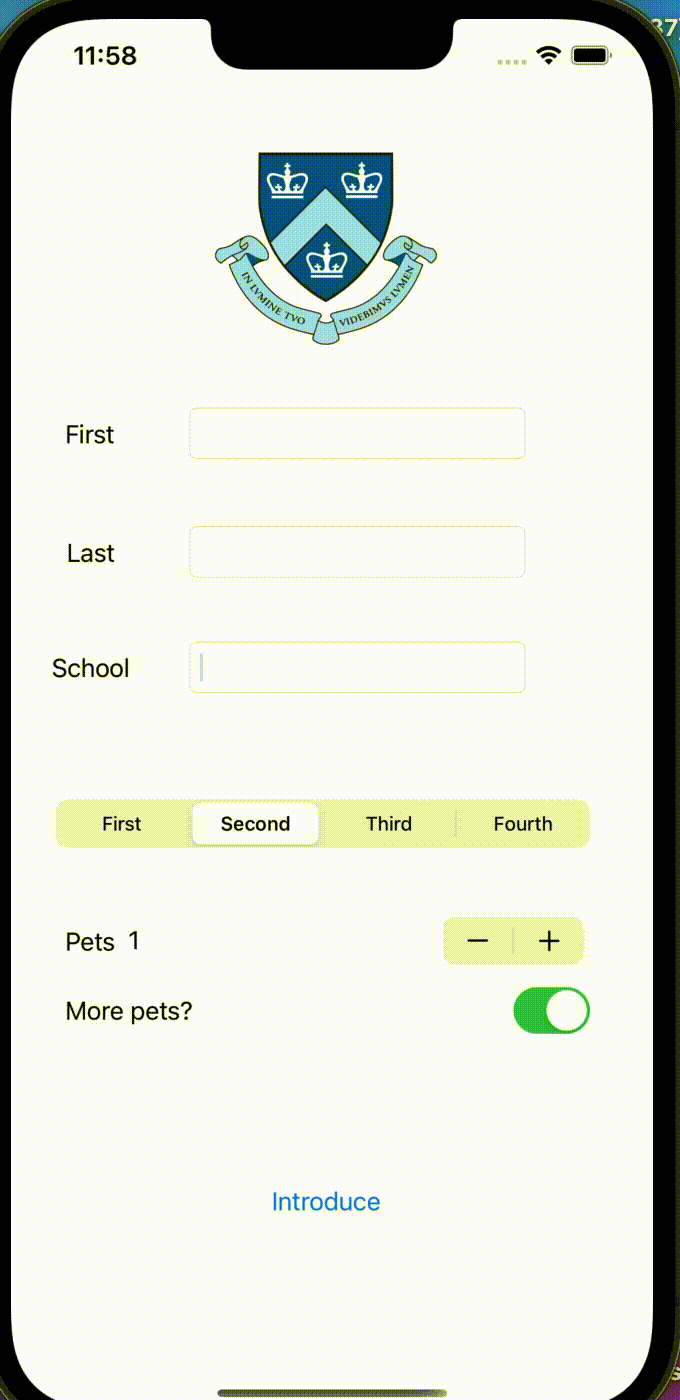 11:58
IN LVMINE TVO VIDEBIMVS LVMEN
First
Last
School
First Second Third Fourth
Pets 1 − +
More pets?
Introduce